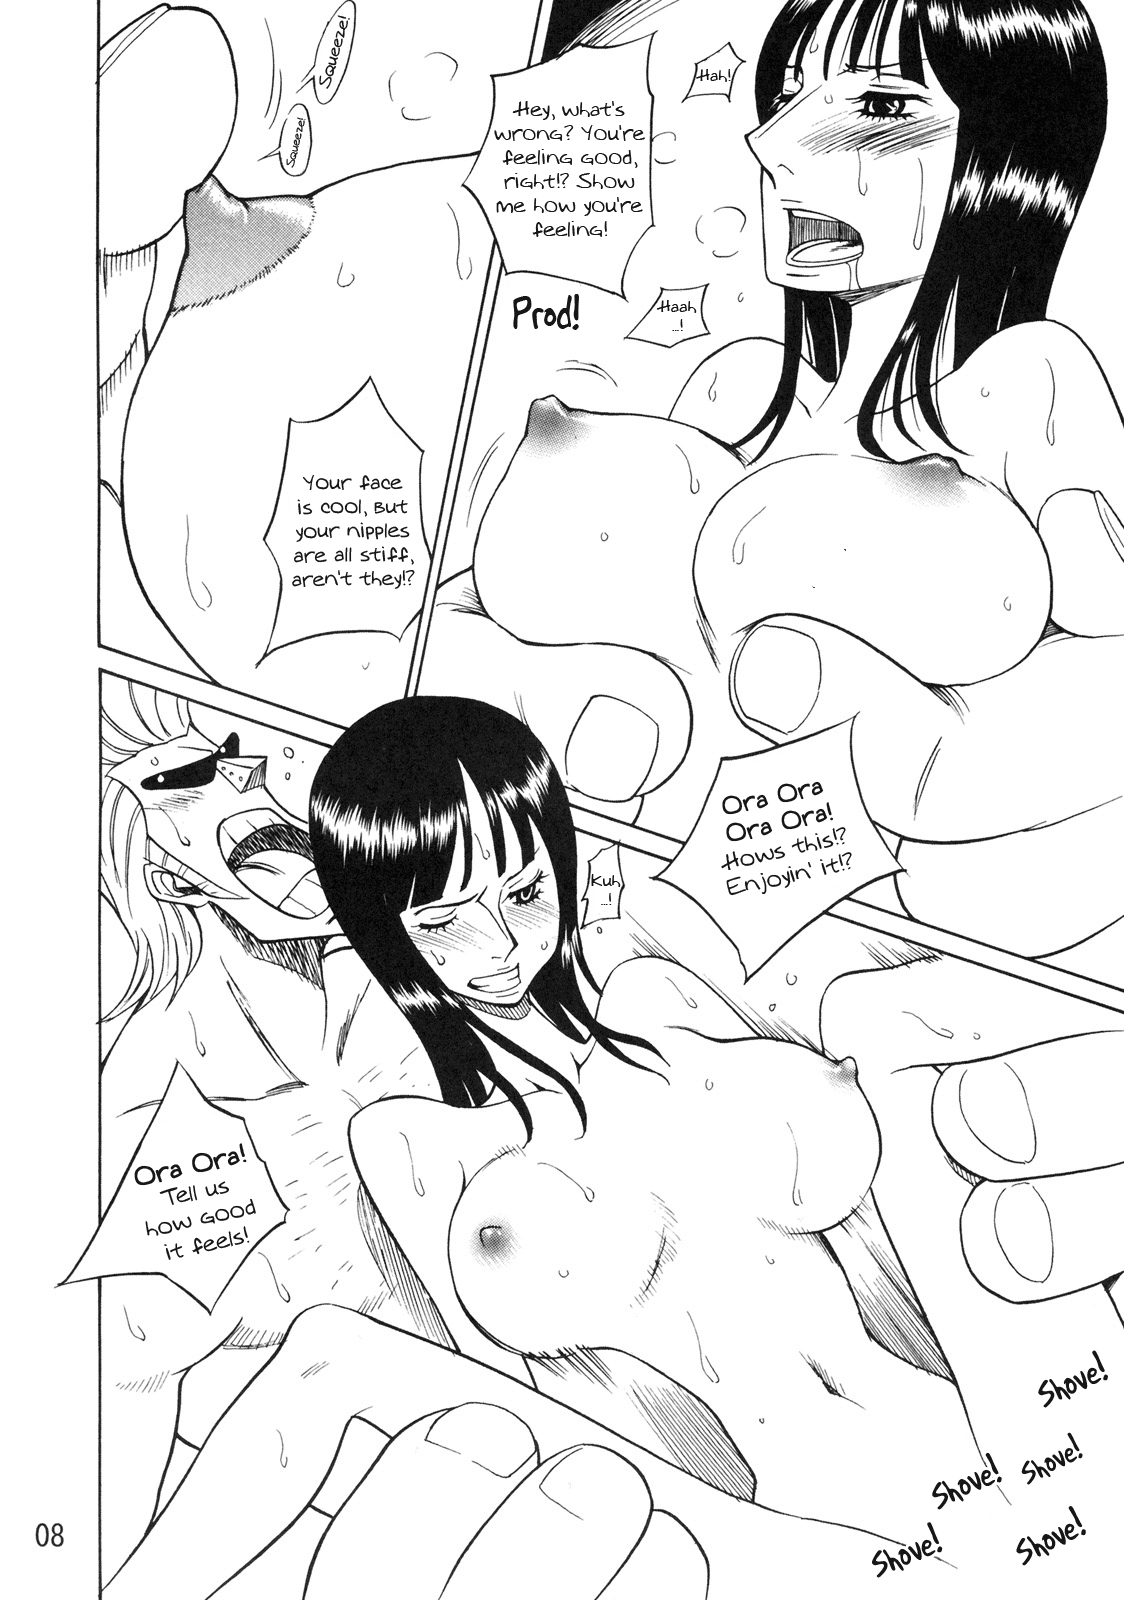 Hah!
Hey, what's
wrong? You're
feeling good,
right!? Show
me how you're
feeling!
Squeeze!
Squeeze!
Prod!
Haah
...!
Your face
is cool, but
your nipples
are all stiff,
aren't they!?
Ora Ora
Ora Ora!
Hows this!?
Enjoyin' it!?
Kuh
...!
Ora Ora!
Tell us
how good
it feels!
Shove!
Shove!
Shove!
Shove!
Shove!
08